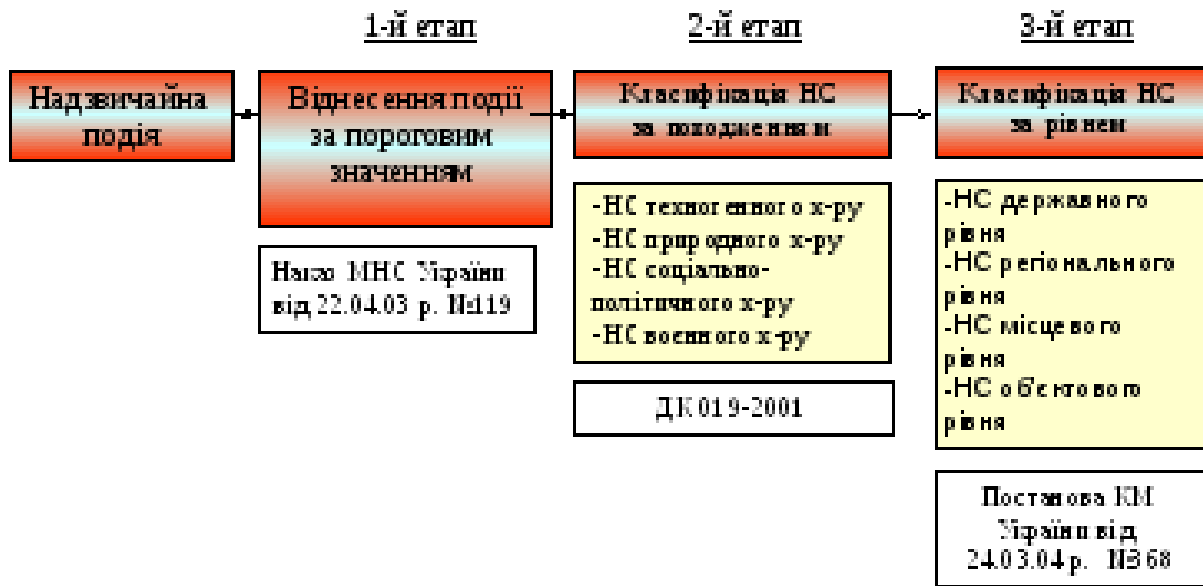 1-й етап
2-й етап
3-й етап
Надзвичайна
подія
Віднесення події
за пороговим
значенням
Класифікація НС
за походженням
Класифікація НС
за рівнем
Наказ МНС України
від 22.04.03 р. №119
-НС техногенного х-ру
-НС природного х-ру
-НС соціально-
політичного х-ру
-НС воєнного х-ру
ДК 019-2001
-НС державного
рівня
-НС регіонального
рівня
-НС місцевого
рівня
-НС об'єктового
рівня
Постанова КМ
України від
24.03.04 р. №368